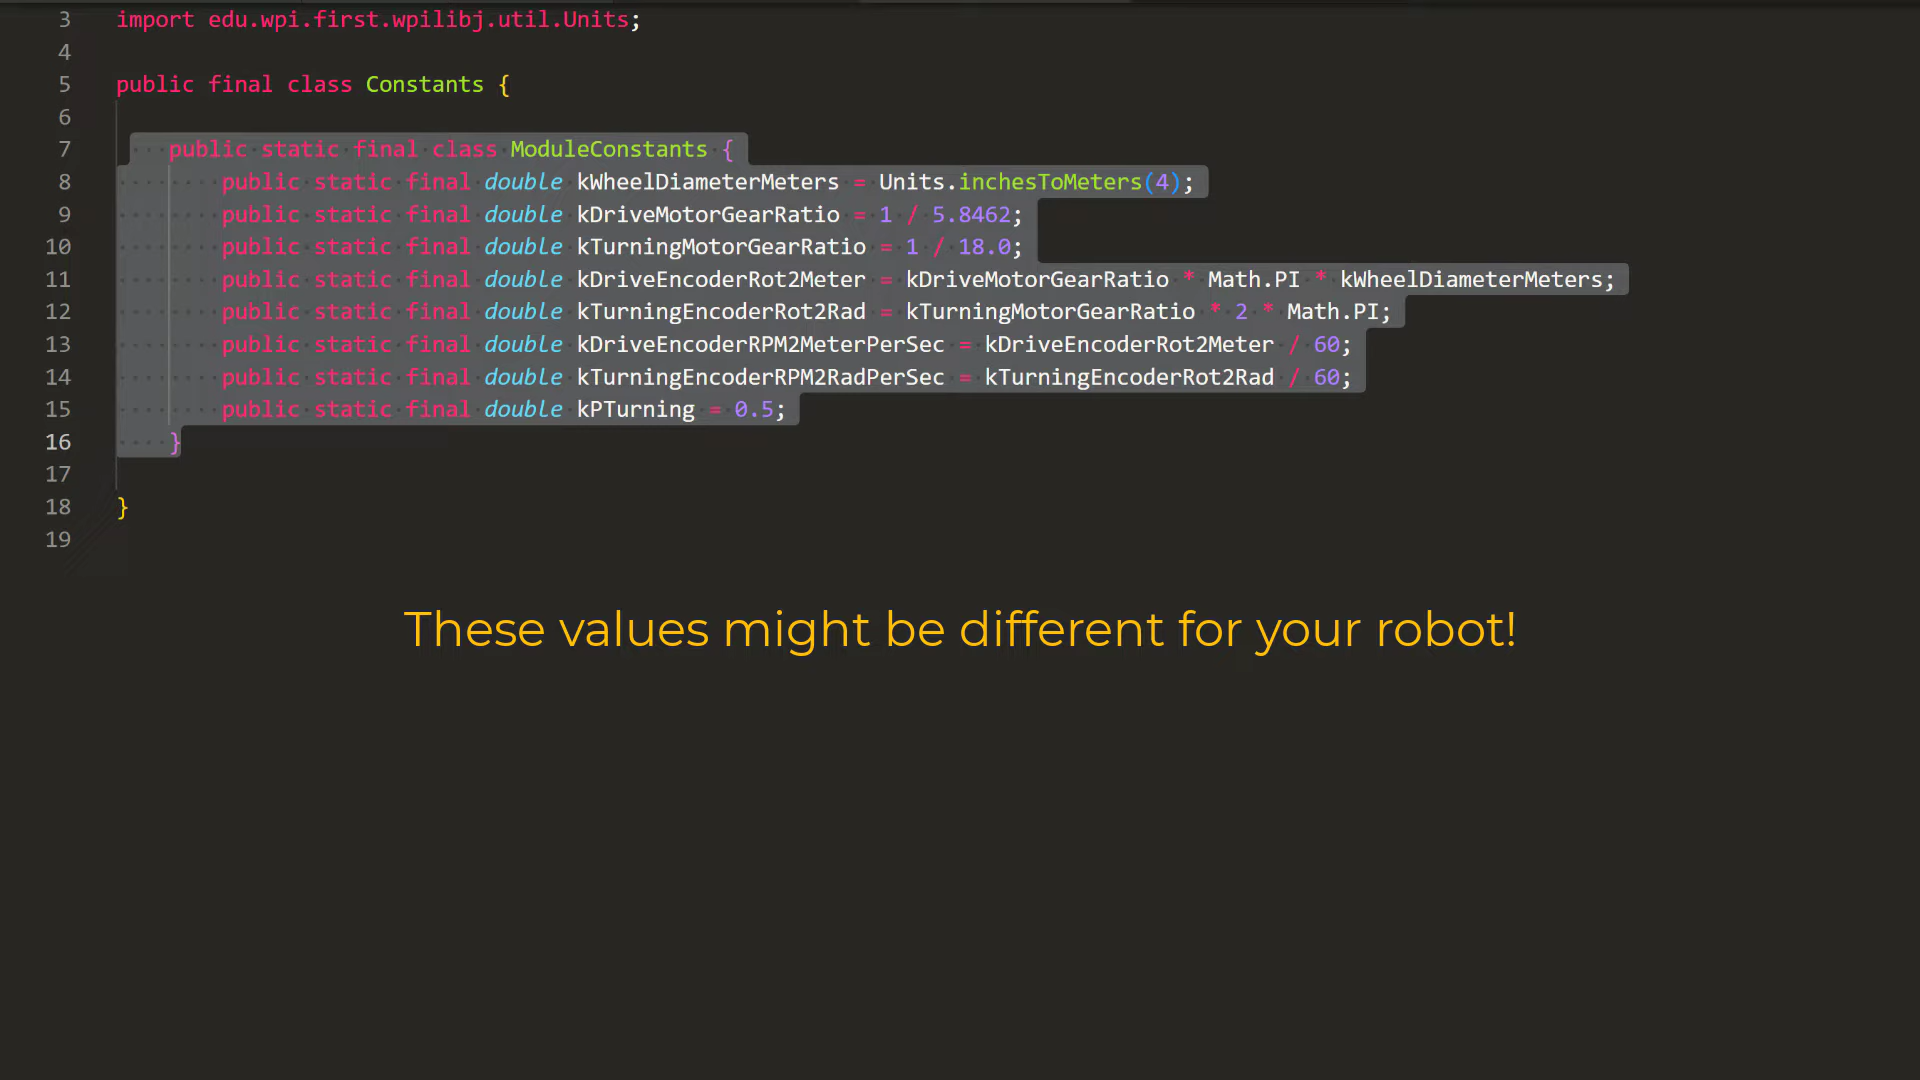 3 import edu.wpi.first.wpilibj.util.Units;
4
5 public final class Constants {
6
7 public static final class ModuleConstants {
8 public static final double kWheelDiameterMeters = Units.inchesToMeters(4);
9 public static final double kDriveMotorGearRatio = 1 / 5.8462;
10 public static final double kTurningMotorGearRatio = 1 / 18.0;
11 public static final double kDriveEncoderRot2Meter = kDriveMotorGearRatio * Math.PI * kWheelDiameterMeters;
12 public static final double kTurningEncoderRot2Rad = kTurningMotorGearRatio * 2 * Math.PI;
13 public static final double kDriveEncoderRPM2MeterPerSec = kDriveEncoderRot2Meter / 60;
14 public static final double kTurningEncoderRPM2RadPerSec = kTurningEncoderRot2Rad / 60;
15 public static final double kPTurning = 0.5;
16 }
17
18 }
19
These values might be different for your robot!